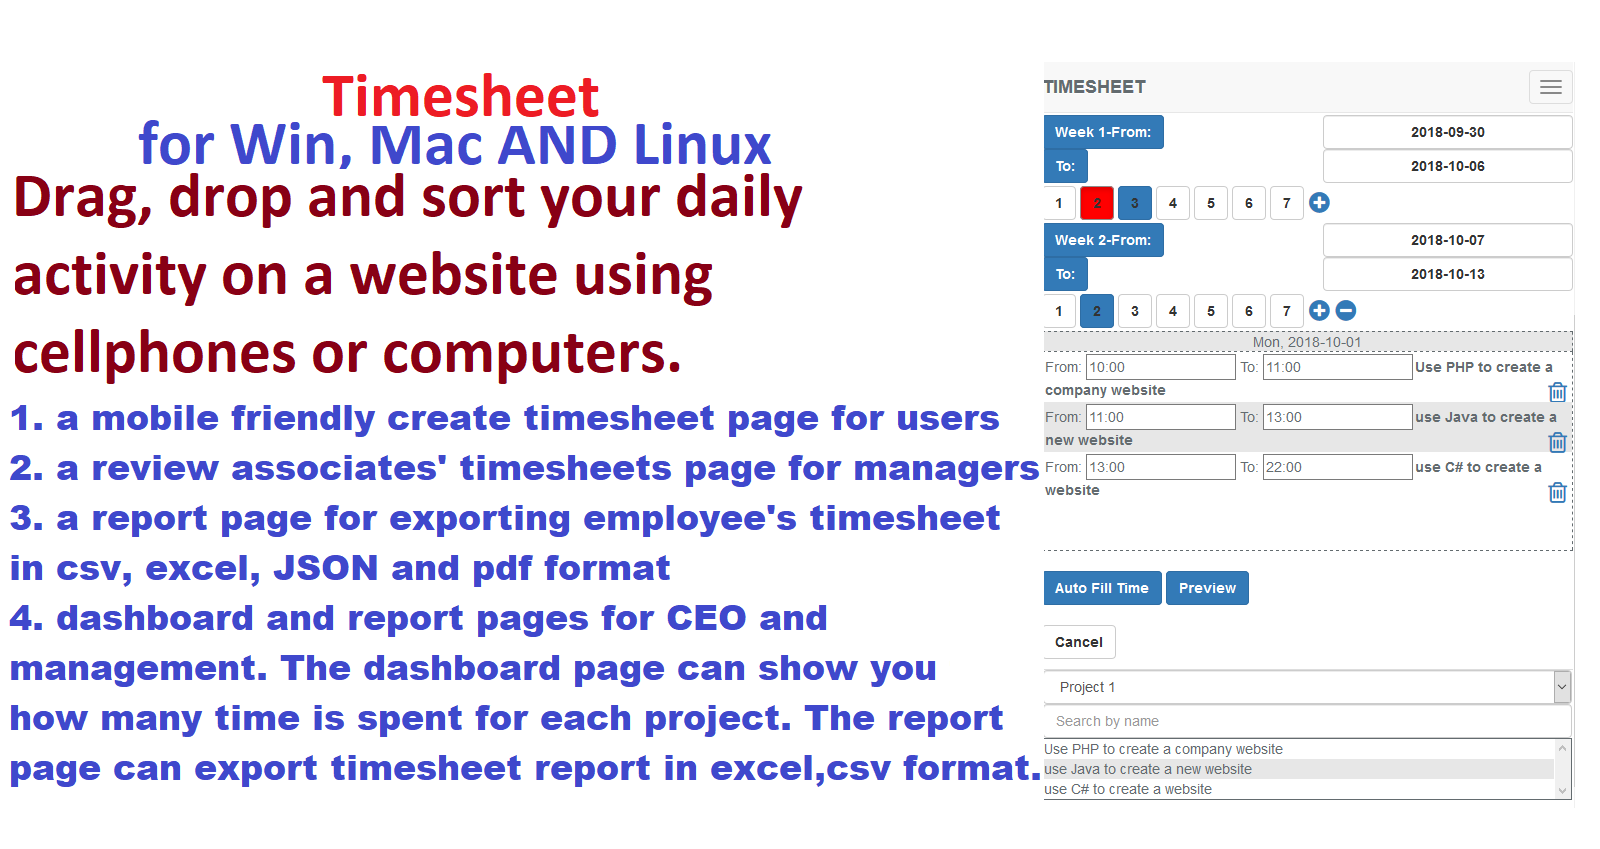 Timesheet
for Win, Mac AND Linux
Drag, drop and sort your daily
activity on a website using
cellphones or computers.
1. a mobile friendly create timesheet page for users
2. a review associates' timesheets page for managers
3. a report page for exporting employee's timesheet
in csv, excel, JSON and pdf format
4. dashboard and report pages for CEO and
management. The dashboard page can show you
how many time is spent for each project. The report
page can export timesheet report in excel,csv format.
TIMESHEET
Week 1-From: 2018-09-30
To: 2018-10-06
1 2 3 4 5 6 7
Week 2-From: 2018-10-07
To: 2018-10-13
1 2 3 4 5 6 7
Mon, 2018-10-01
From: 10:00 To: 11:00 Use PHP to create a
company website
From: 11:00 To: 13:00 use Java to create a
new website
From: 13:00 To: 22:00 use C# to create a
website
Auto Fill Time Preview
Cancel
Project 1
Search by name
Use PHP to create a company website
use Java to create a new website
use C# to create a website